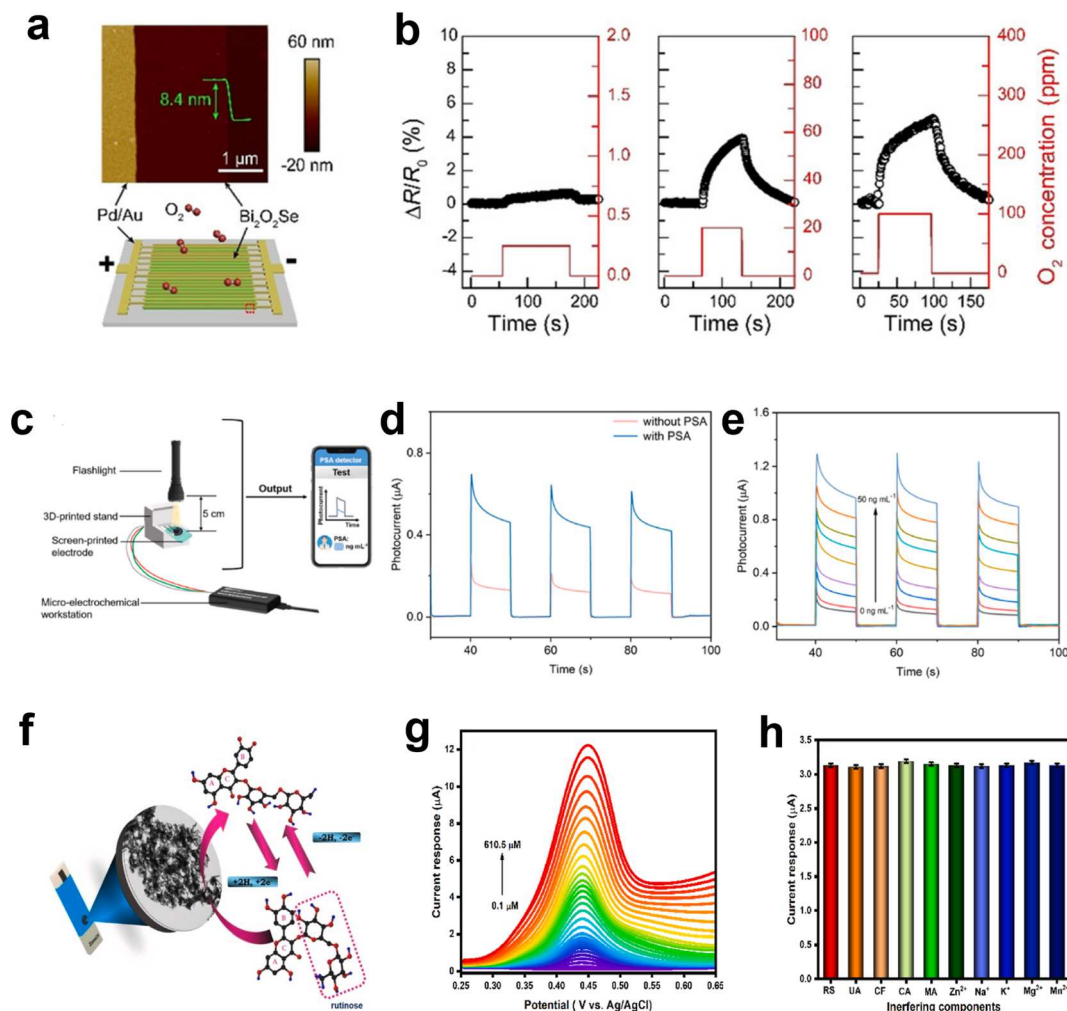 a
60 nm
8.4 nm
1 μm
-20 nm
Pd/Au
O2
Bi2O2Se
+
-
b
ΔR/R0 (%)
10
8
6
4
2
0
-2
-4
2.0
1.5
1.0
0.5
0.0
0 100 200
Time (s)
100
80
60
40
20
0
0 100 200
Time (s)
400
300
200
100
0
0 50 100 150
Time (s)
O2 concentration (ppm)
c
Flashlight
3D-printed stand
5 cm
Screen-printed
electrode
Micro-electrochemical
workstation
Output
PSA detector
Test
Photocurrent
Time
PSA:
ng mL-1
d
without PSA
with PSA
Photocurrent (μA)
0.8
0.4
0.0
40 60 80 100
Time (s)
e
Photocurrent (μA)
1.6
1.2
0.8
0.4
0.0
50 ng mL-1
0 ng mL-1
40 60 80 100
Time (s)
f
B
A C
-2H, -2e-
+2H, +2e-
B
C
A
rutinose
g
Current response (μA)
12
10
8
6
4
2
0
610.5 μM
0.1 μM
0.25 0.30 0.35 0.40 0.45 0.50 0.55 0.60 0.65
Potential ( V vs. Ag/AgCl)
h
Current response (μA)
3.5
3.0
2.5
2.0
1.5
1.0
0.5
0.0
RS UA CF CA MA Zn2+ Na+ K+ Mg2+ Mn2+
Inerfering components